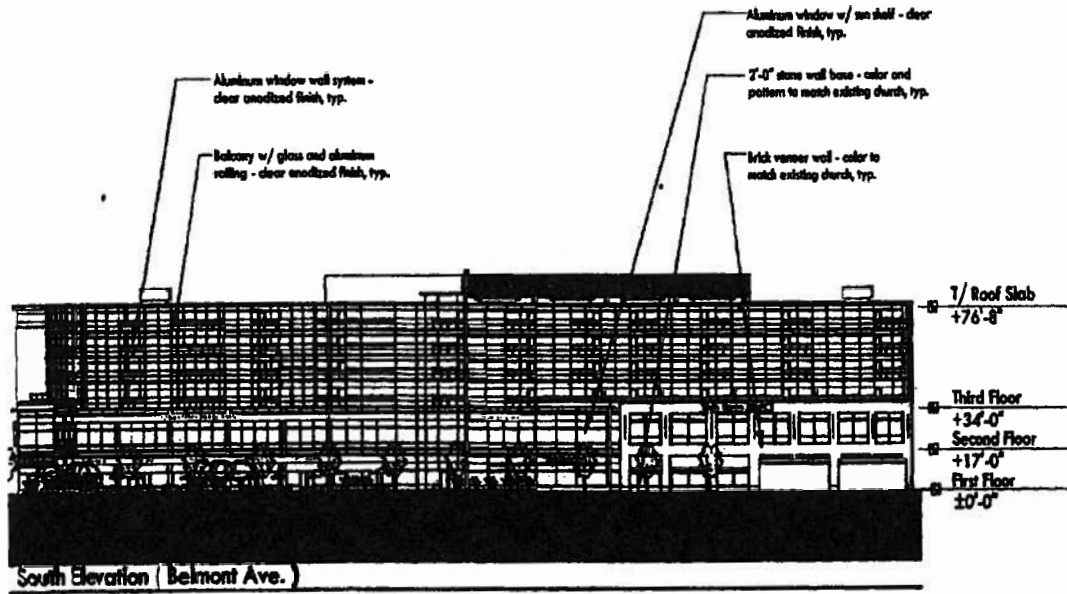 Aluminum window w/ sun shelf - clear
anodized finish, typ.
Aluminum window wall system -
clear anodized finish, typ.
2'-0" stone wall base - color and
pattern to match existing church, typ.
Balcony w/ glass and aluminum
railing - clear anodized finish, typ.
Brick veneer wall - color to
match existing church, typ.
T/ Roof Slab
+76'-8"
Third Floor
+34'-0"
Second Floor
+17'-0"
First Floor
±0'-0"
South Elevation ( Belmont Ave. )